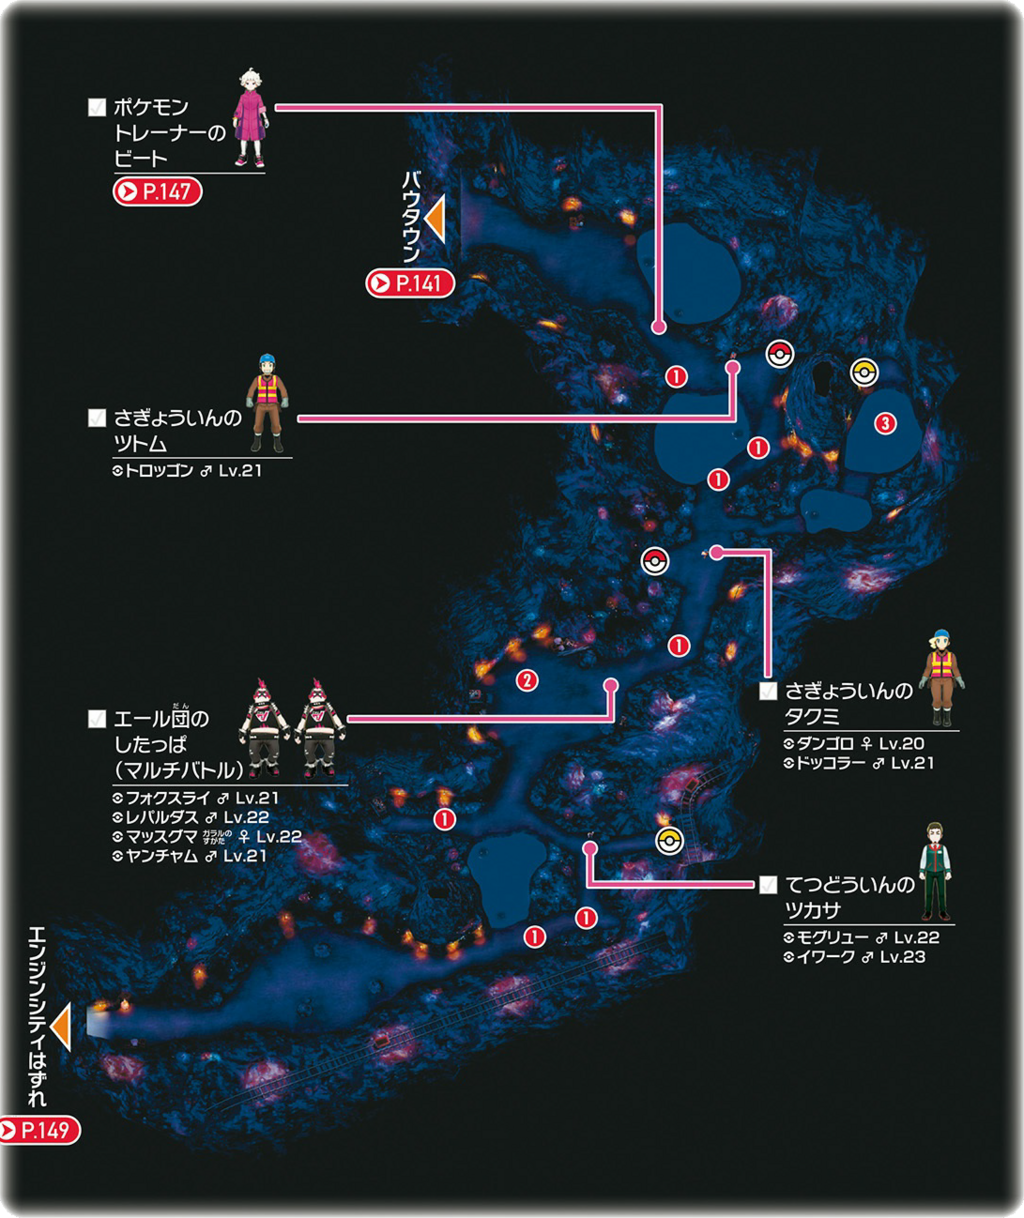 ポケモン
トレーナーの
ビート
P.147
バウタウン
P.141
さぎょういんの
ツトム
トロッゴン ♂ Lv.21
1
3
1
1
さぎょういんの
タクミ
ダンゴロ ♀ Lv.20
ドッコラー ♂ Lv.21
1
2
エール団の
だん
したっぱ
(マルチバトル)
フォクスライ ♂ Lv.21
レパルダス ♂ Lv.22
マッスグマ ガラルのすがた ♀ Lv.22
ヤンチャム ♂ Lv.21
1
てつどういんの
ツカサ
モグリュー ♂ Lv.22
イワーク ♂ Lv.23
1
1
エンジンシティはずれ
P.149